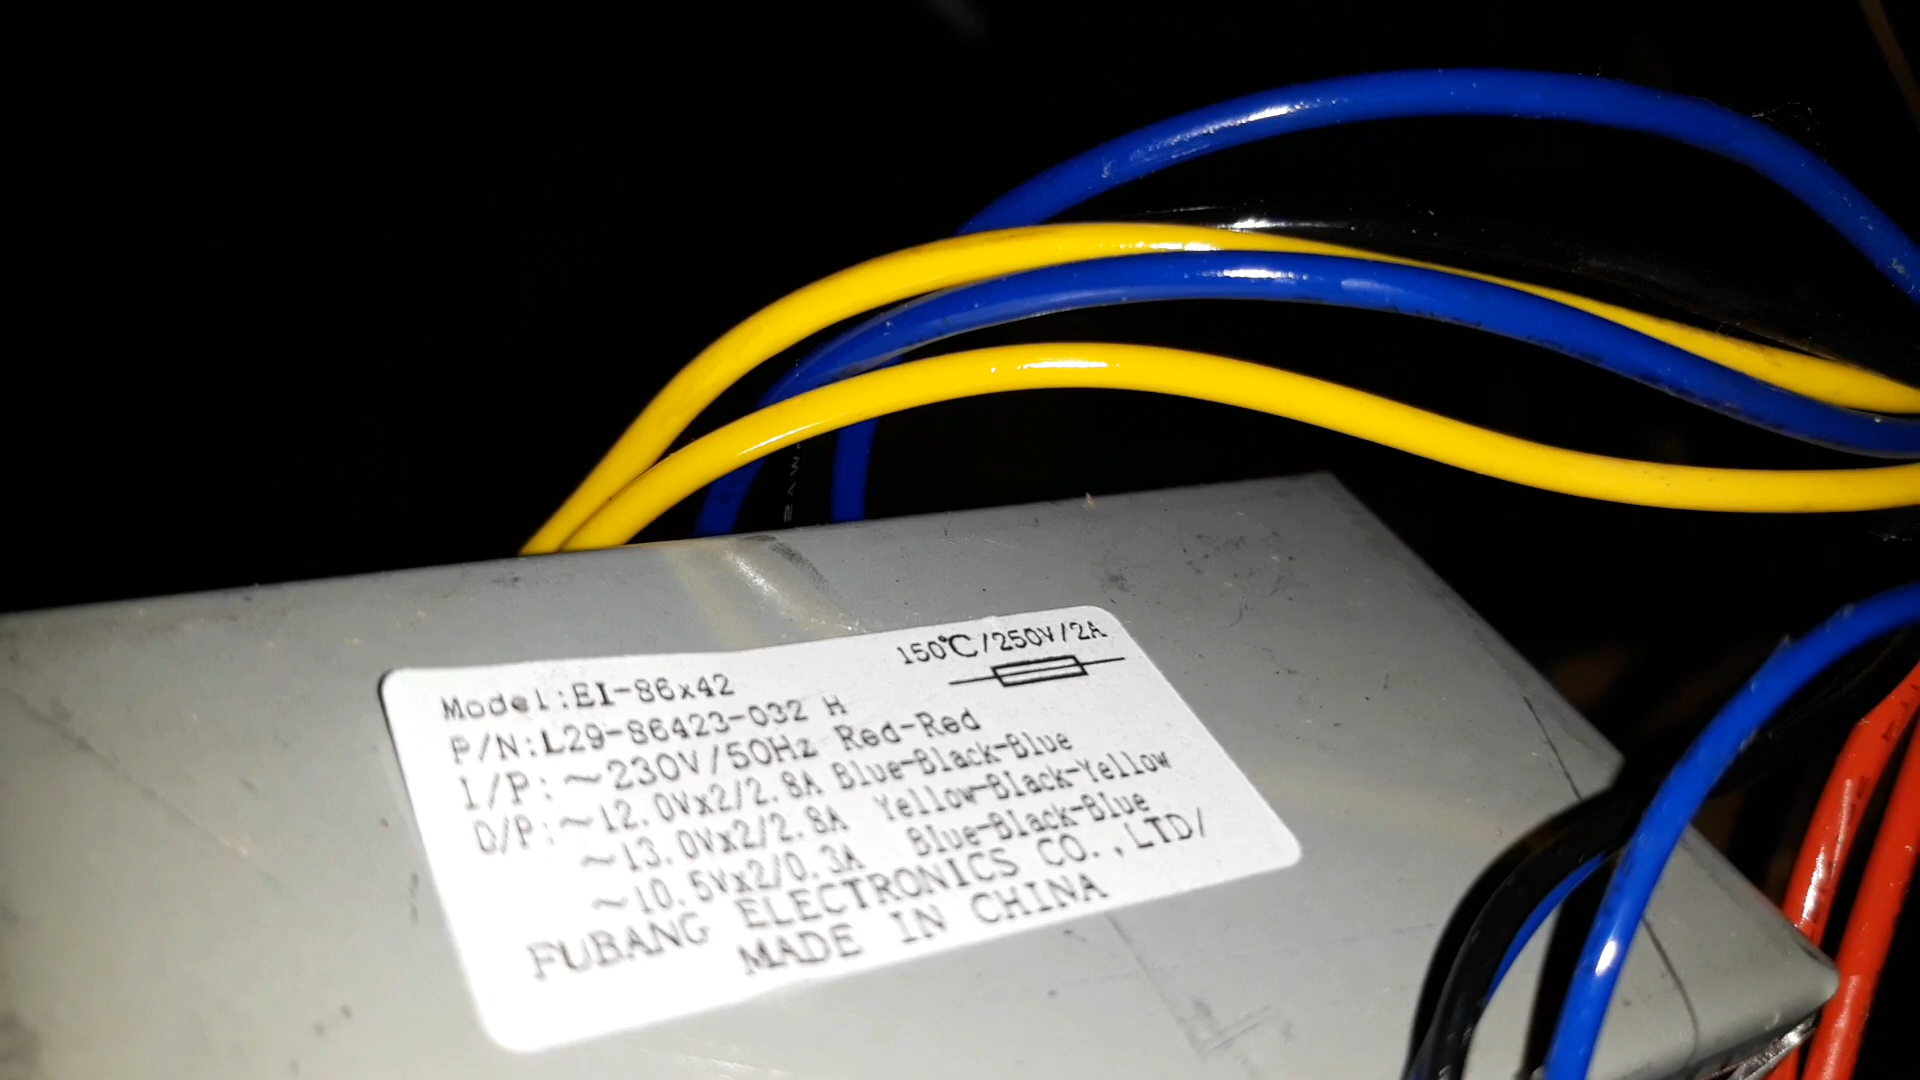 150℃/250V/2A
Model:EI-86x42
P/N:L29-86423-032 H
I/P:~230V/50Hz Red-Red
O/P:~12.0Vx2/2.8A Blue-Black-Blue
~13.0Vx2/2.8A Yellow-Black-Yellow
~10.5Vx2/0.3A Blue-Black-Blue
FUBANG ELECTRONICS CO.,LTD/
MADE IN CHINA